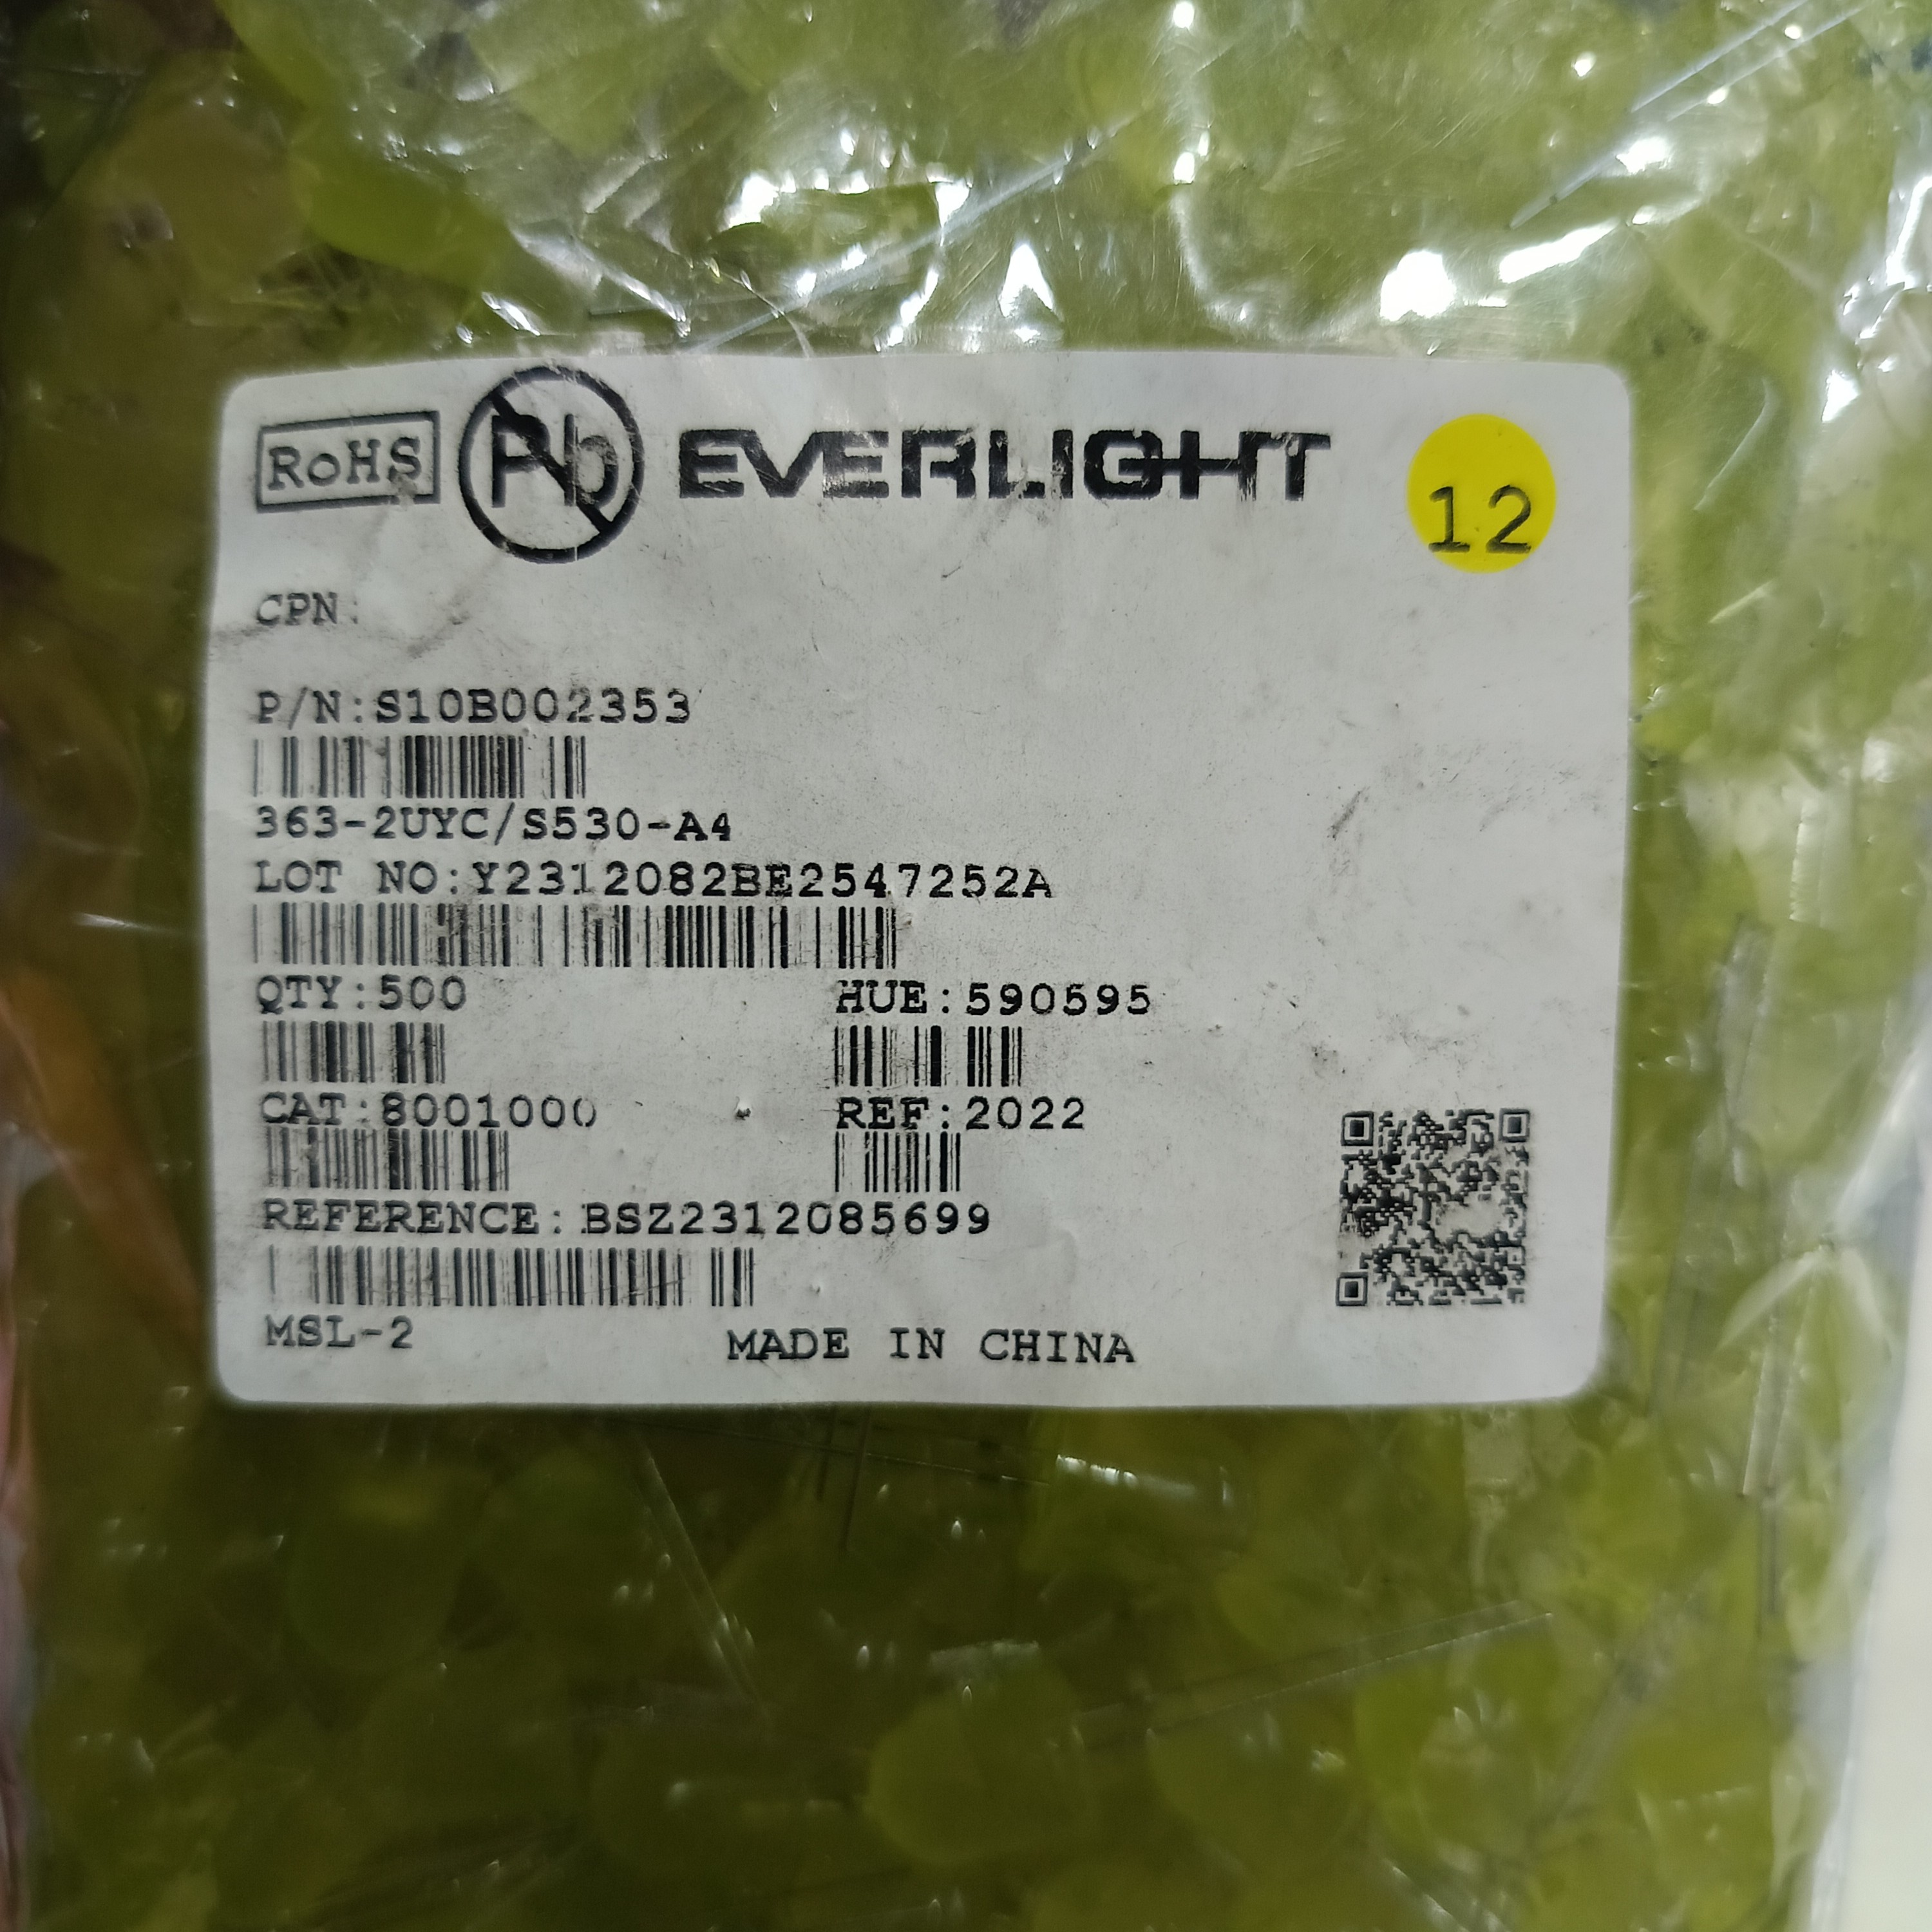 RoHS Pb EVERLIGHT 12
CPN:
P/N:S10B002353
363-2UYC/S530-A4
LOT NO:Y2312082BE2547252A
QTY:500 HUE:590595
CAT:8001000 REF:2022
REFERENCE:BSZ2312085699
MSL-2 MADE IN CHINA